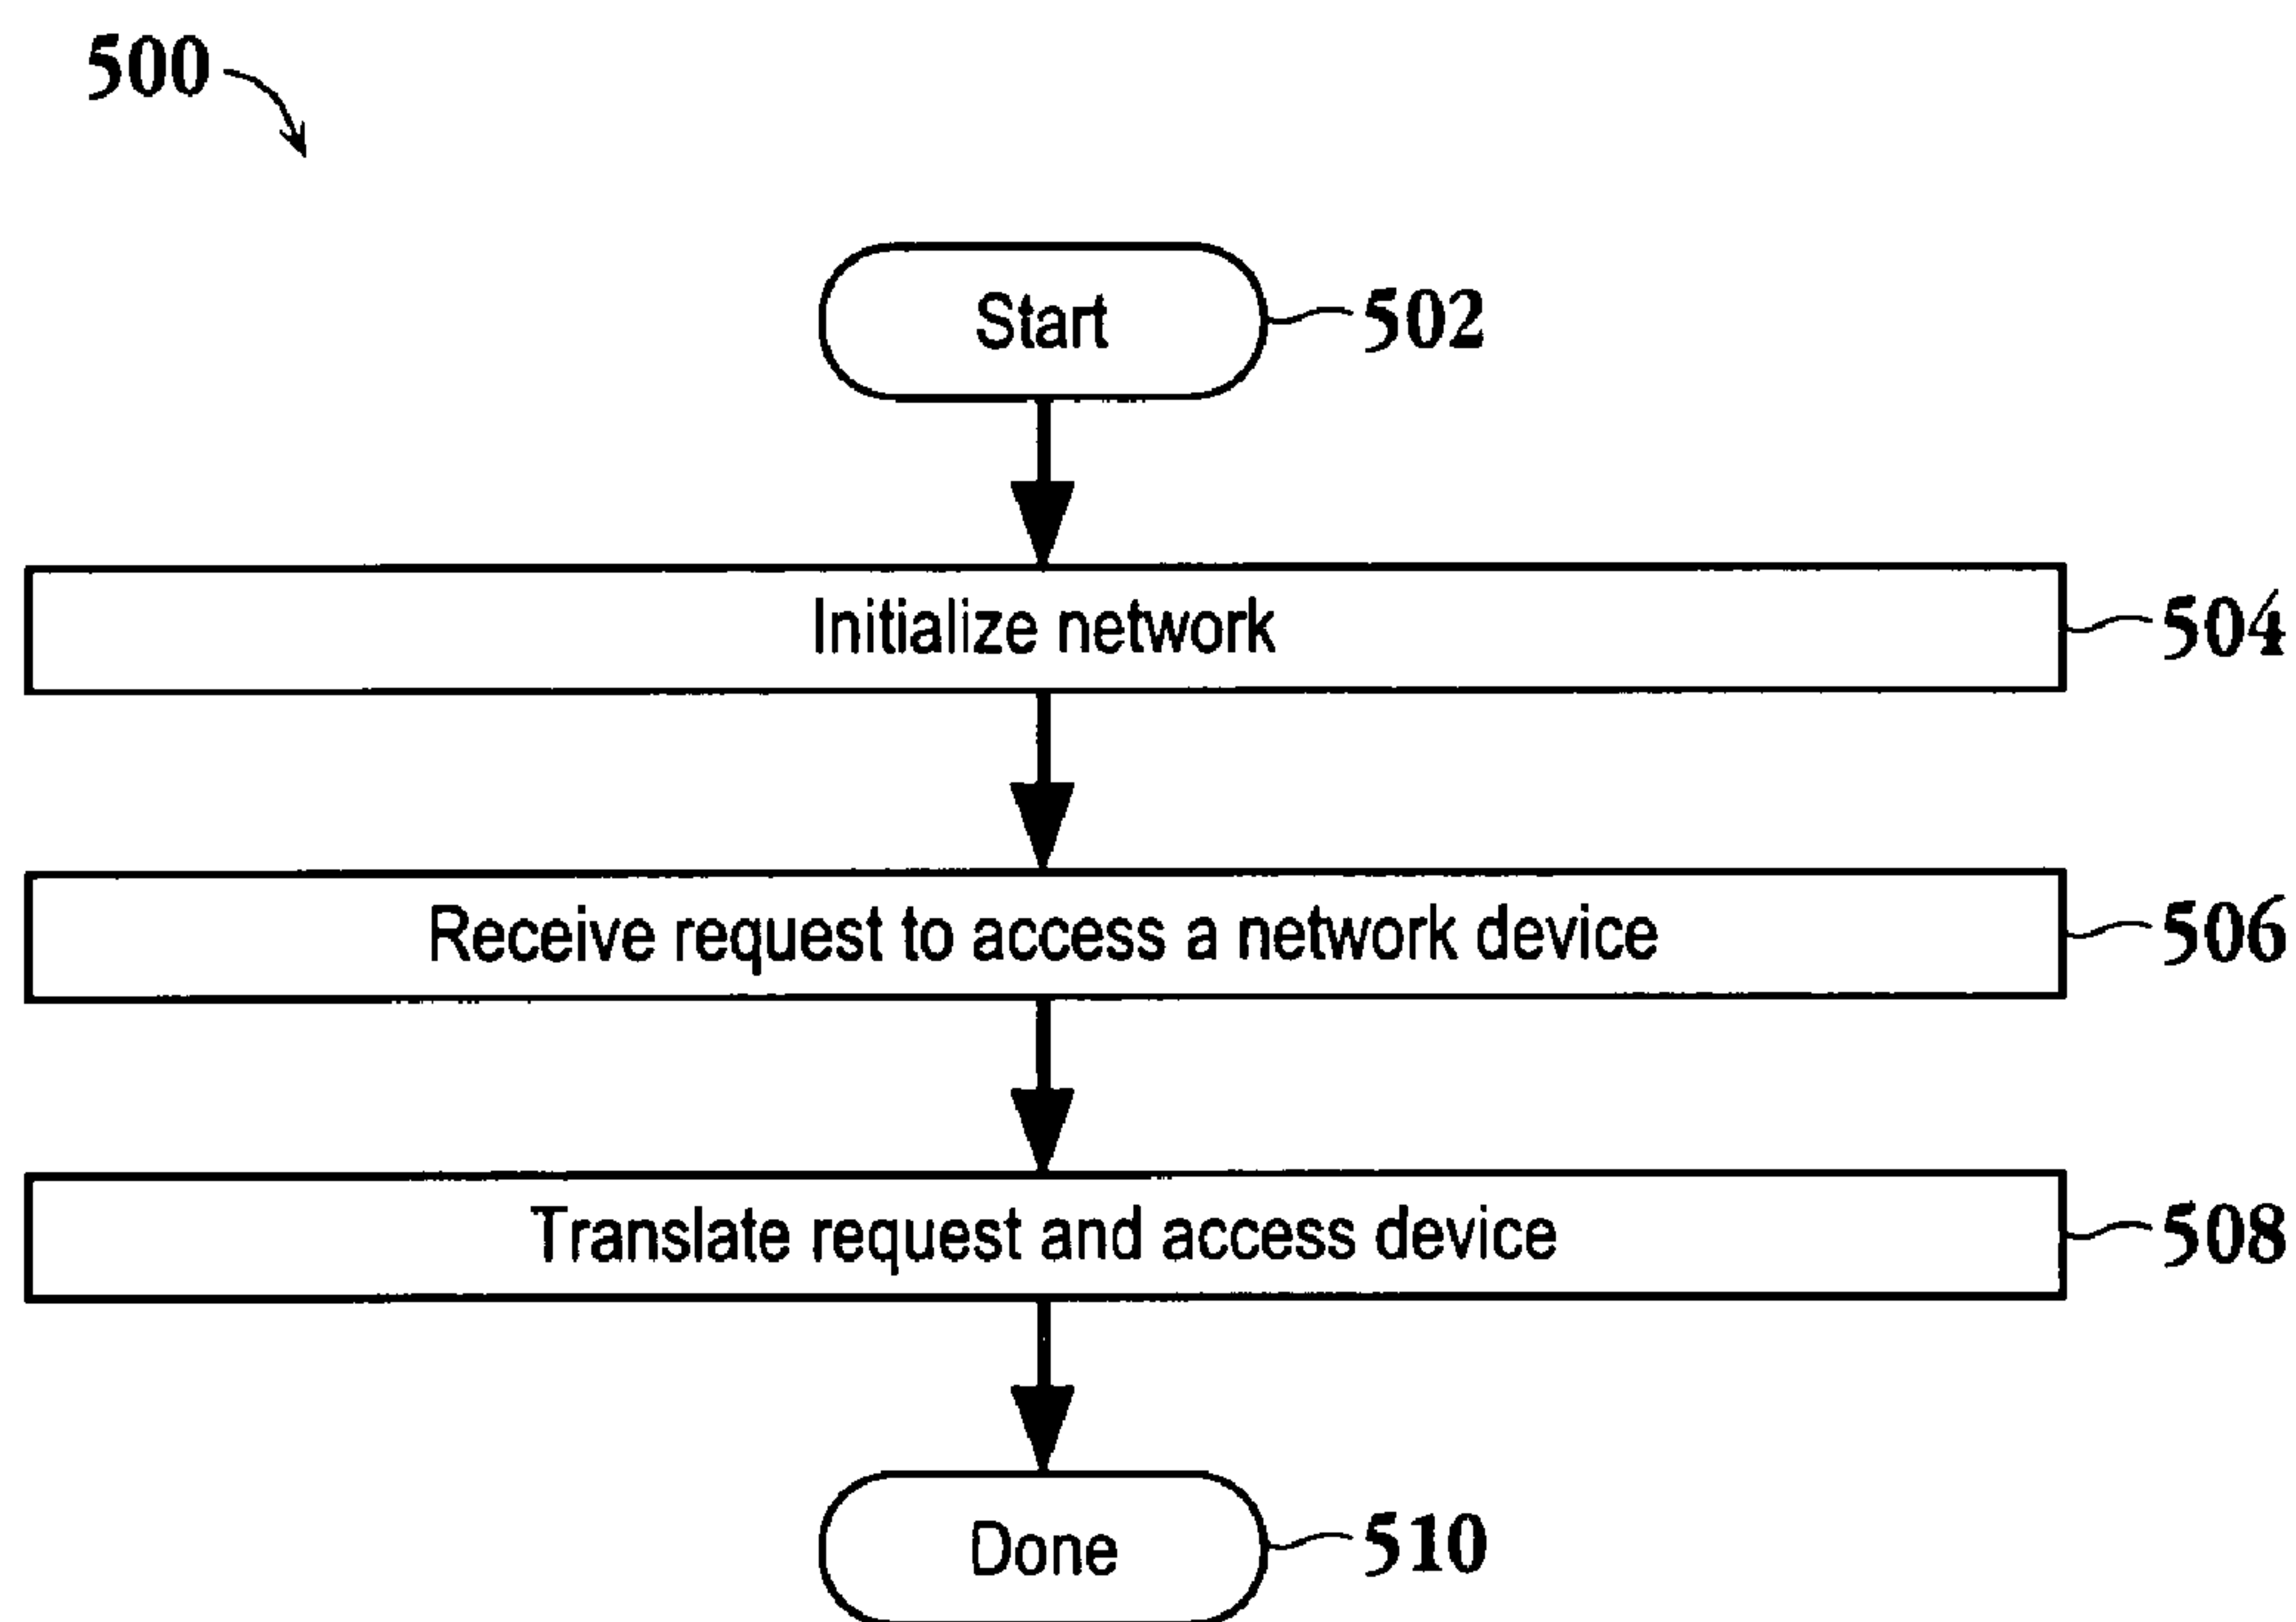 500
Start 502
Initialize network 504
Receive request to access a network device 506
Translate request and access device 508
Done 510